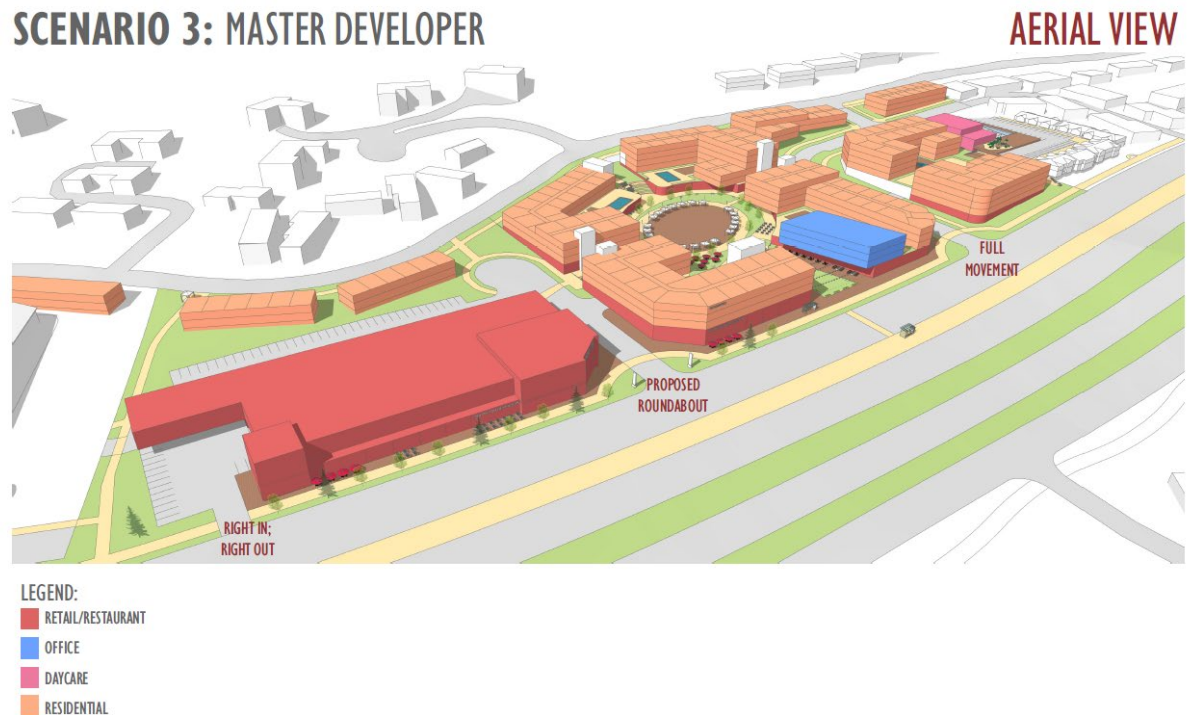 SCENARIO 3: MASTER DEVELOPER
AERIAL VIEW
FULL
MOVEMENT
PROPOSED
ROUNDABOUT
RIGHT IN;
RIGHT OUT
LEGEND:
RETAIL/RESTAURANT
OFFICE
DAYCARE
RESIDENTIAL